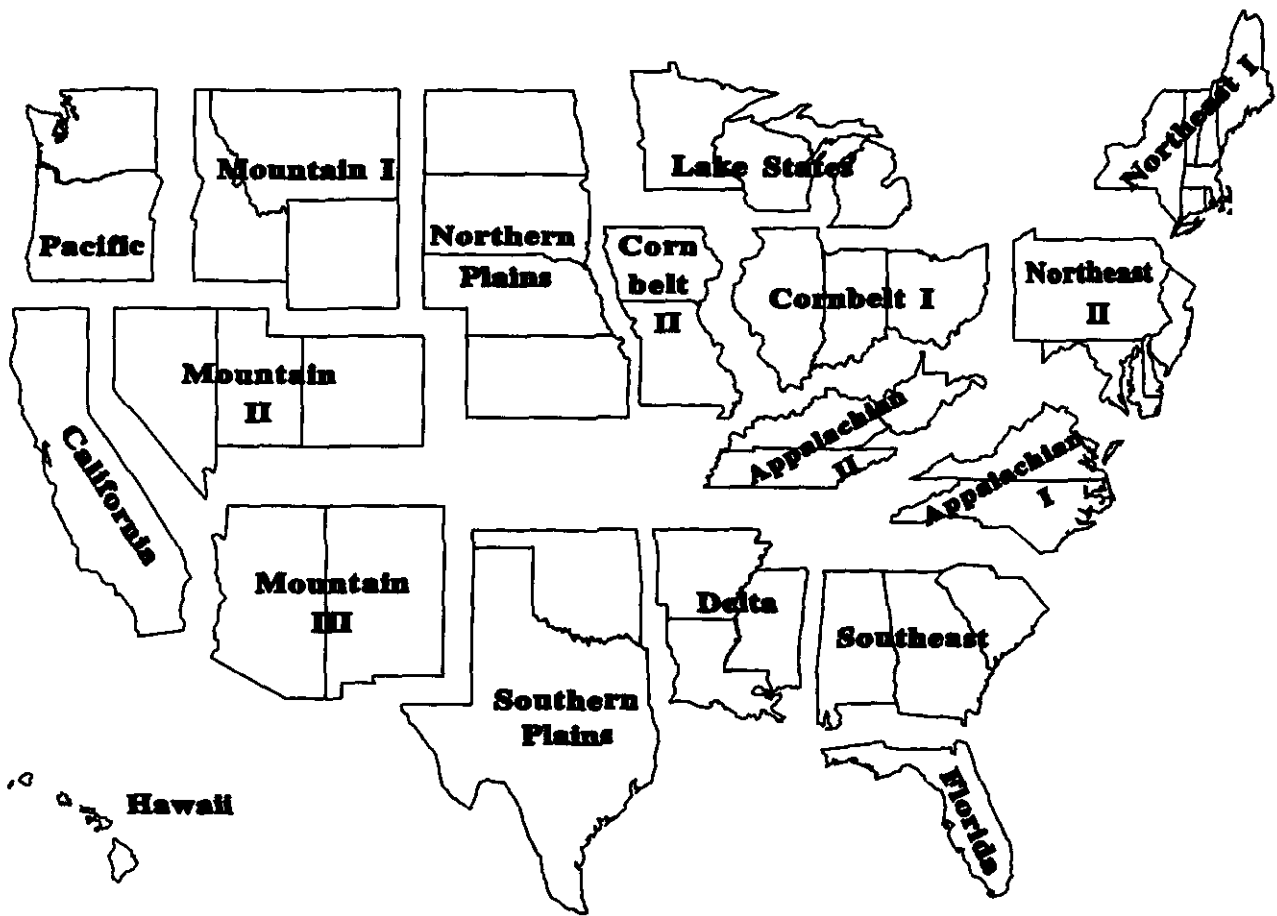 Northeast I
Mountain I
Lake States
Pacific
Northern
Plains
Corn
belt
II
Cornbelt I
Northeast
II
Mountain
II
California
Appalachian
II
Appalachian
I
Mountain
III
Delta
Southeast
Southern
Plains
Hawaii
Florida